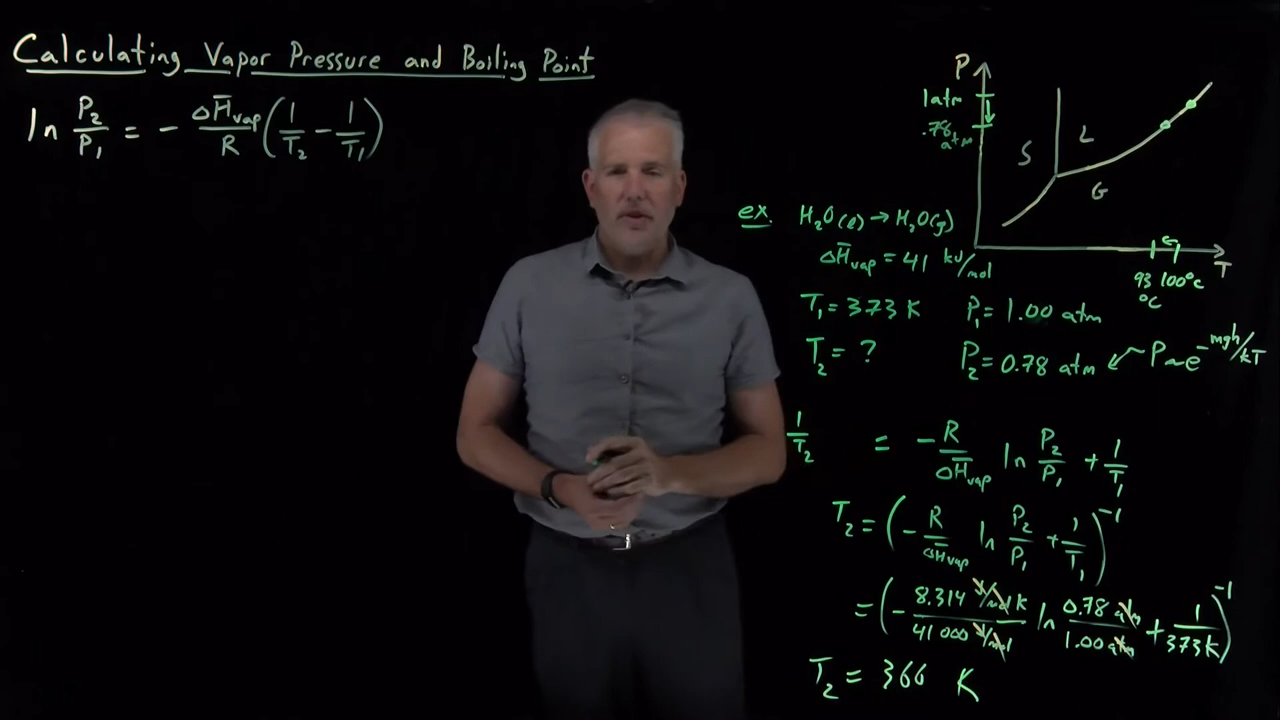 Calculating Vapor Pressure and Boiling Point
ln P₂/P₁ = - ΔH̅vap/R (1/T₂ - 1/T₁)
P
1atm
.78 atm
S
L
G
93 °C
100°C
T
ex. H₂O(l) → H₂O(g)
ΔH̅vap = 41 kJ/mol
T₁ = 373 K P₁ = 1.00 atm
T₂ = ? P₂ = 0.78 atm ↙ P ~ e^-mgh/kT
1/T₂ = -R/ΔH̅vap ln P₂/P₁ + 1/T₁
T₂ = (- R/ΔH̅vap ln P₂/P₁ + 1/T₁)⁻¹
= (- 8.314 J/mol K/41 000 J/mol ln 0.78 atm/1.00 atm + 1/373K)⁻¹
T₂ = 366 K